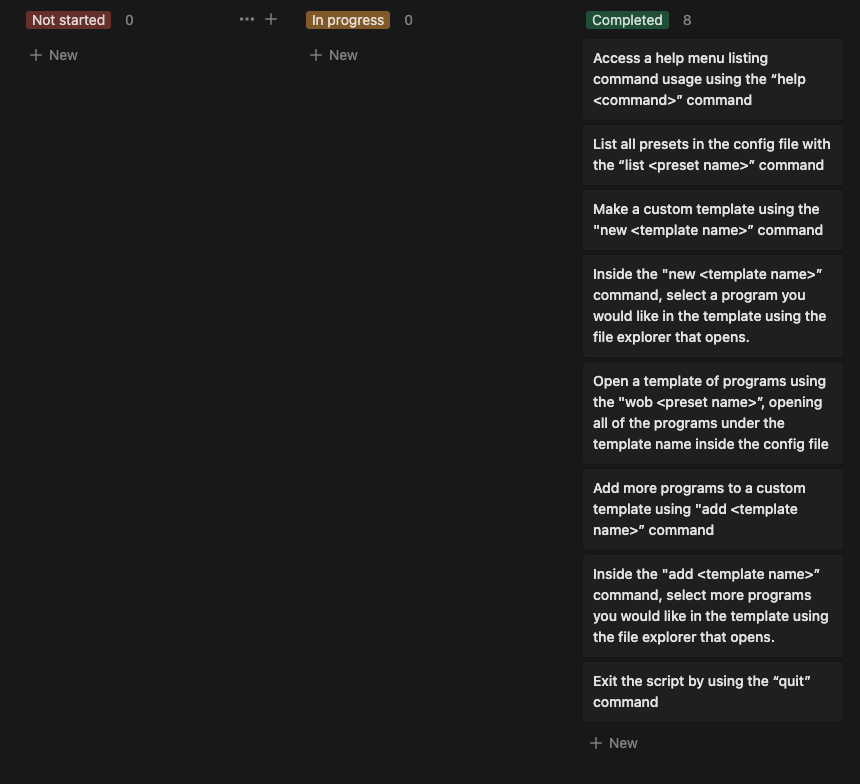 Not started 0 ••• +
In progress 0
Completed 8
+ New
+ New
Access a help menu listing
command usage using the “help
<command>” command
List all presets in the config file with
the “list <preset name>” command
Make a custom template using the
"new <template name>” command
Inside the "new <template name>”
command, select a program you
would like in the template using the
file explorer that opens.
Open a template of programs using
the "wob <preset name>”, opening
all of the programs under the
template name inside the config file
Add more programs to a custom
template using "add <template
name>” command
Inside the "add <template name>”
command, select more programs
you would like in the template using
the file explorer that opens.
Exit the script by using the “quit”
command
+ New